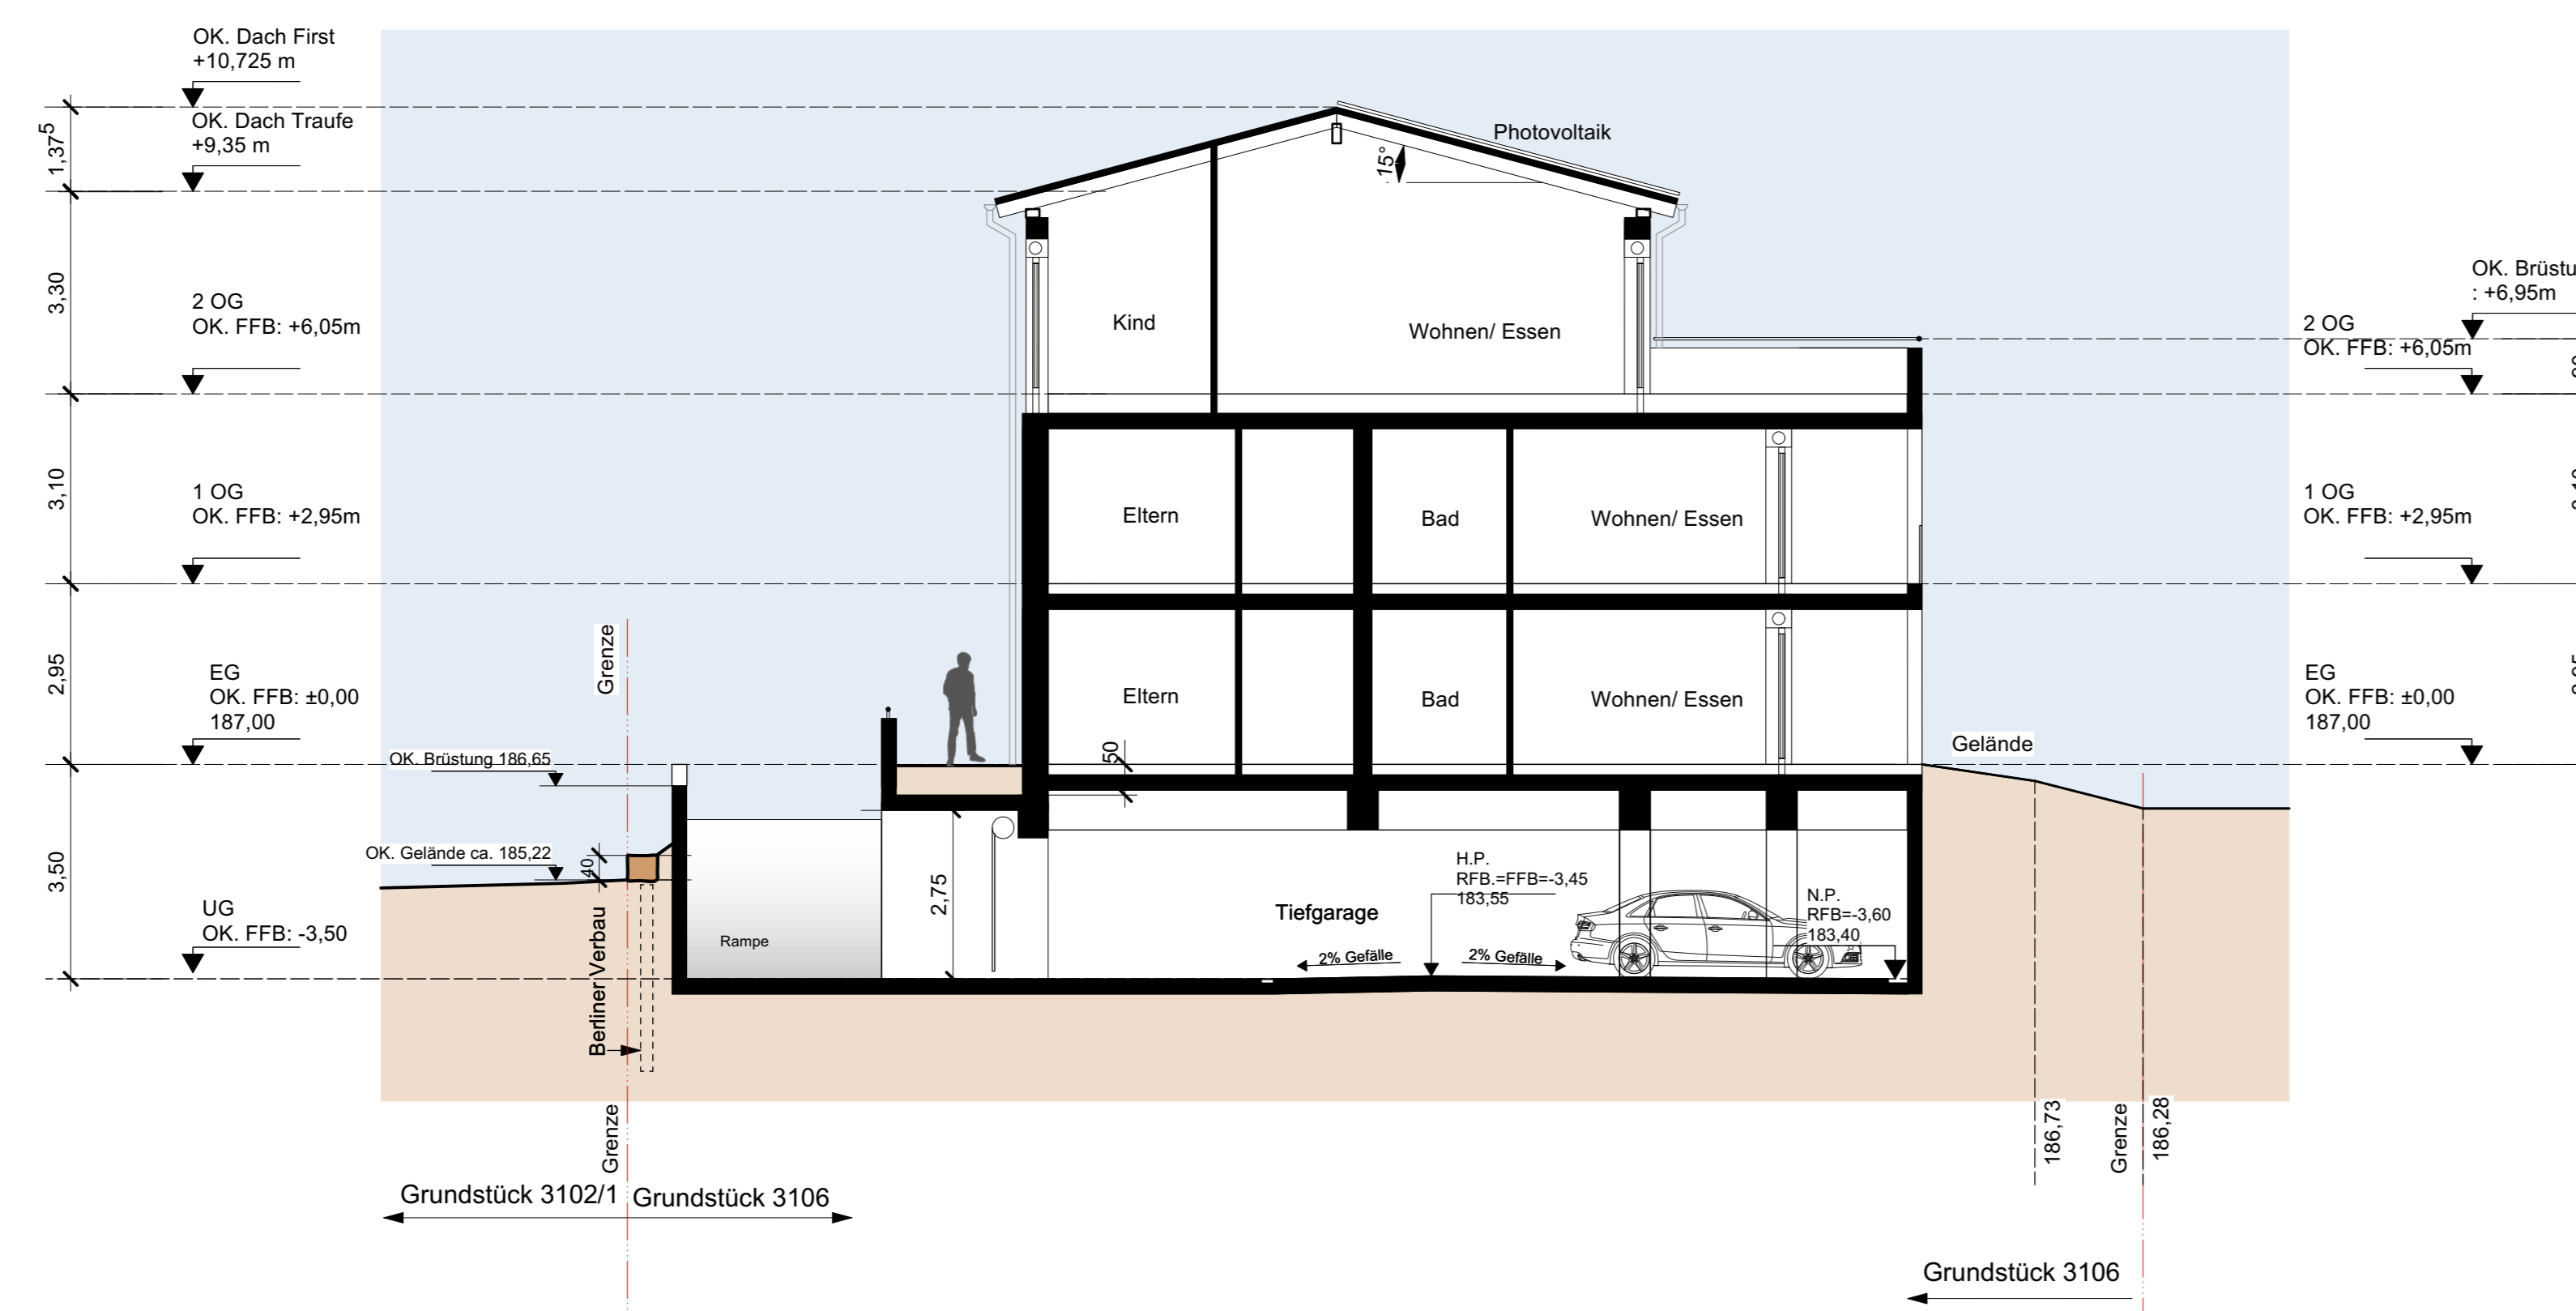 OK. Dach First
+10,725 m
OK. Dach Traufe
+9,35 m
1,37⁵
3,30
3,10
2,95
3,50
2 OG
OK. FFB: +6,05m
1 OG
OK. FFB: +2,95m
EG
OK. FFB: ±0,00
187,00
UG
OK. FFB: -3,50
OK. Brüstung 186,65
OK. Gelände ca. 185,22
40
Grenze
Berliner Verbau
Grenze
Grundstück 3102/1
Grundstück 3106
Photovoltaik
15°
Kind
Wohnen/ Essen
Eltern
Bad
Wohnen/ Essen
Eltern
Bad
Wohnen/ Essen
50
Rampe
2,75
Tiefgarage
H.P.
RFB.=FFB=-3,45
183,55
2% Gefälle
2% Gefälle
N.P.
RFB=-3,60
183,40
Gelände
186,73
Grenze
186,28
Grundstück 3106
OK. Brüstu
: +6,95m
2 OG
OK. FFB: +6,05m
1 OG
OK. FFB: +2,95m
EG
OK. FFB: ±0,00
187,00